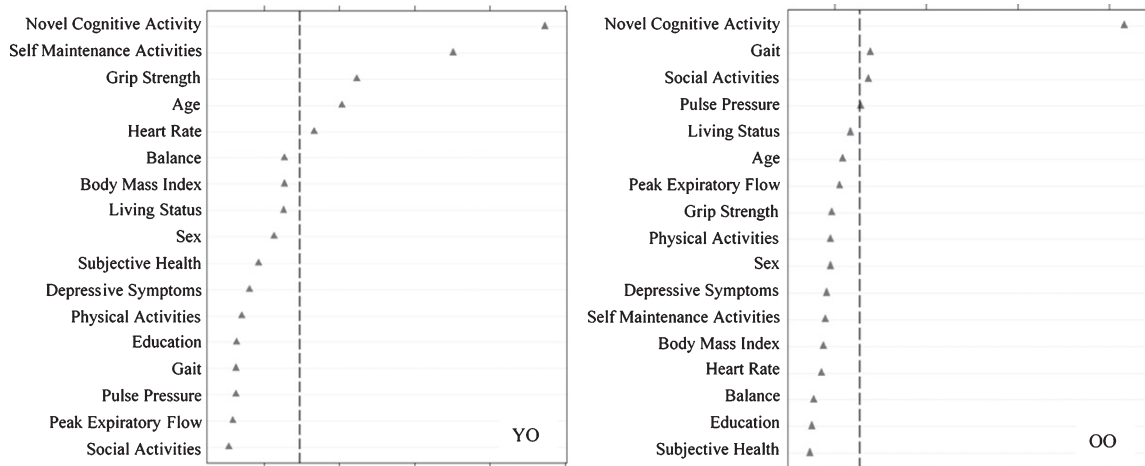 Novel Cognitive Activity
Self Maintenance Activities
Grip Strength
Age
Heart Rate
Balance
Body Mass Index
Living Status
Sex
Subjective Health
Depressive Symptoms
Physical Activities
Education
Gait
Pulse Pressure
Peak Expiratory Flow
Social Activities
YO
Novel Cognitive Activity
Gait
Social Activities
Pulse Pressure
Living Status
Age
Peak Expiratory Flow
Grip Strength
Physical Activities
Sex
Depressive Symptoms
Self Maintenance Activities
Body Mass Index
Heart Rate
Balance
Education
Subjective Health
OO